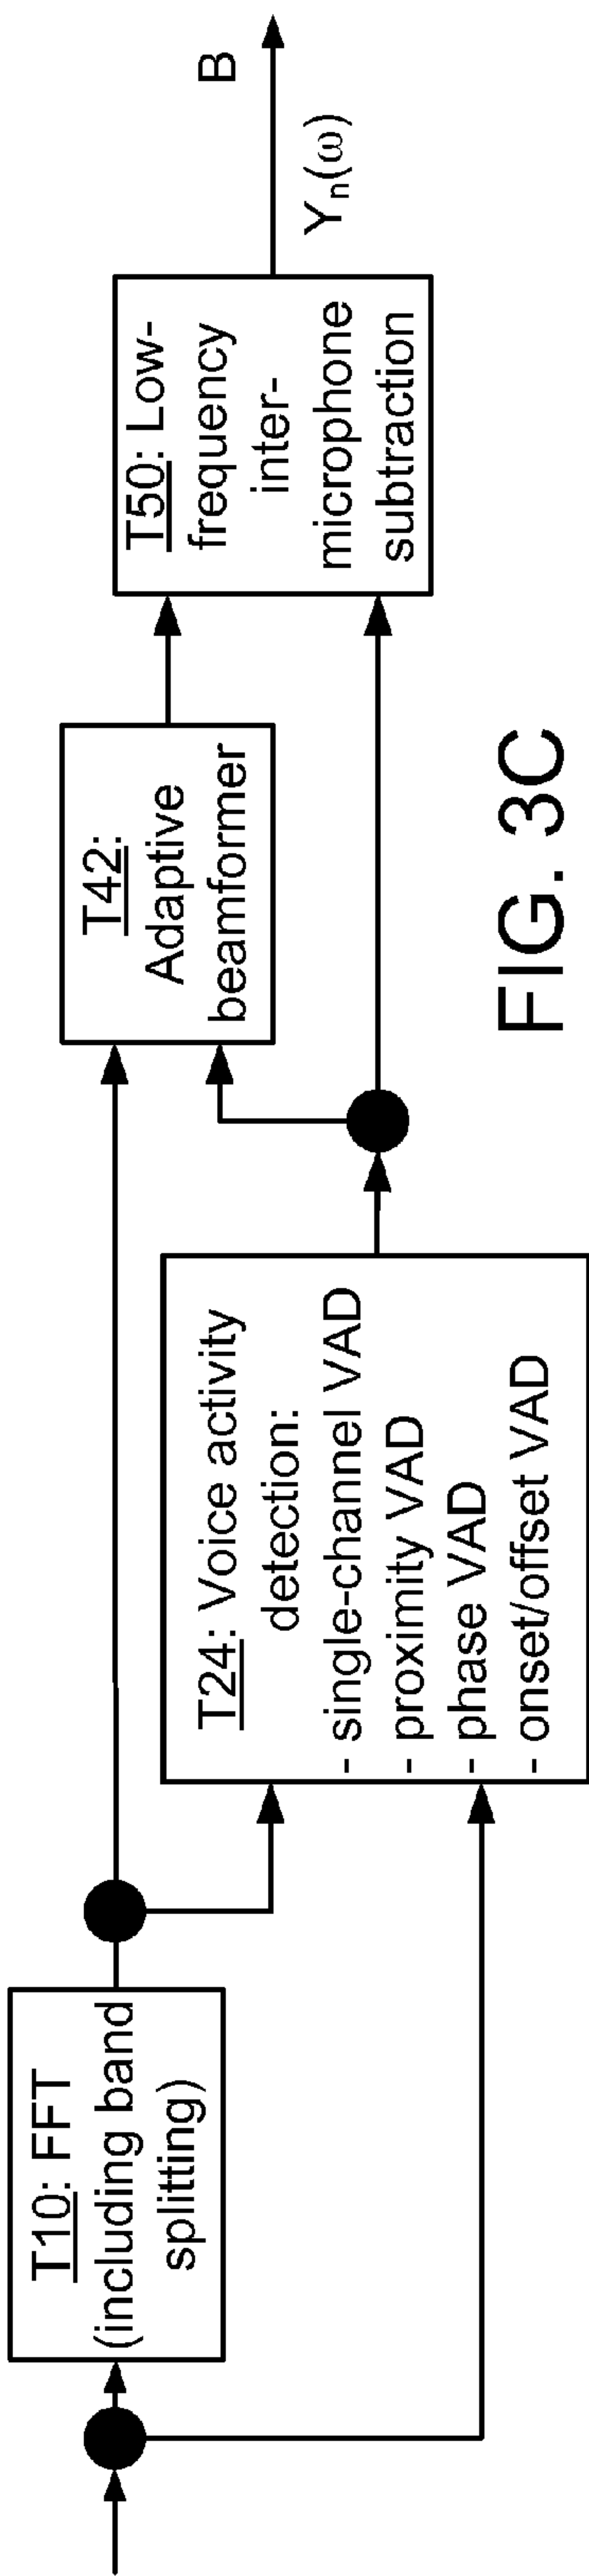 T10: FFT
(including band
splitting)
T24: Voice activity
detection:
- single-channel VAD
- proximity VAD
- phase VAD
- onset/offset VAD
T42:
Adaptive
beamformer
T50: Low-
frequency
inter-
microphone
subtraction
B
Yn(ω)
FIG. 3C